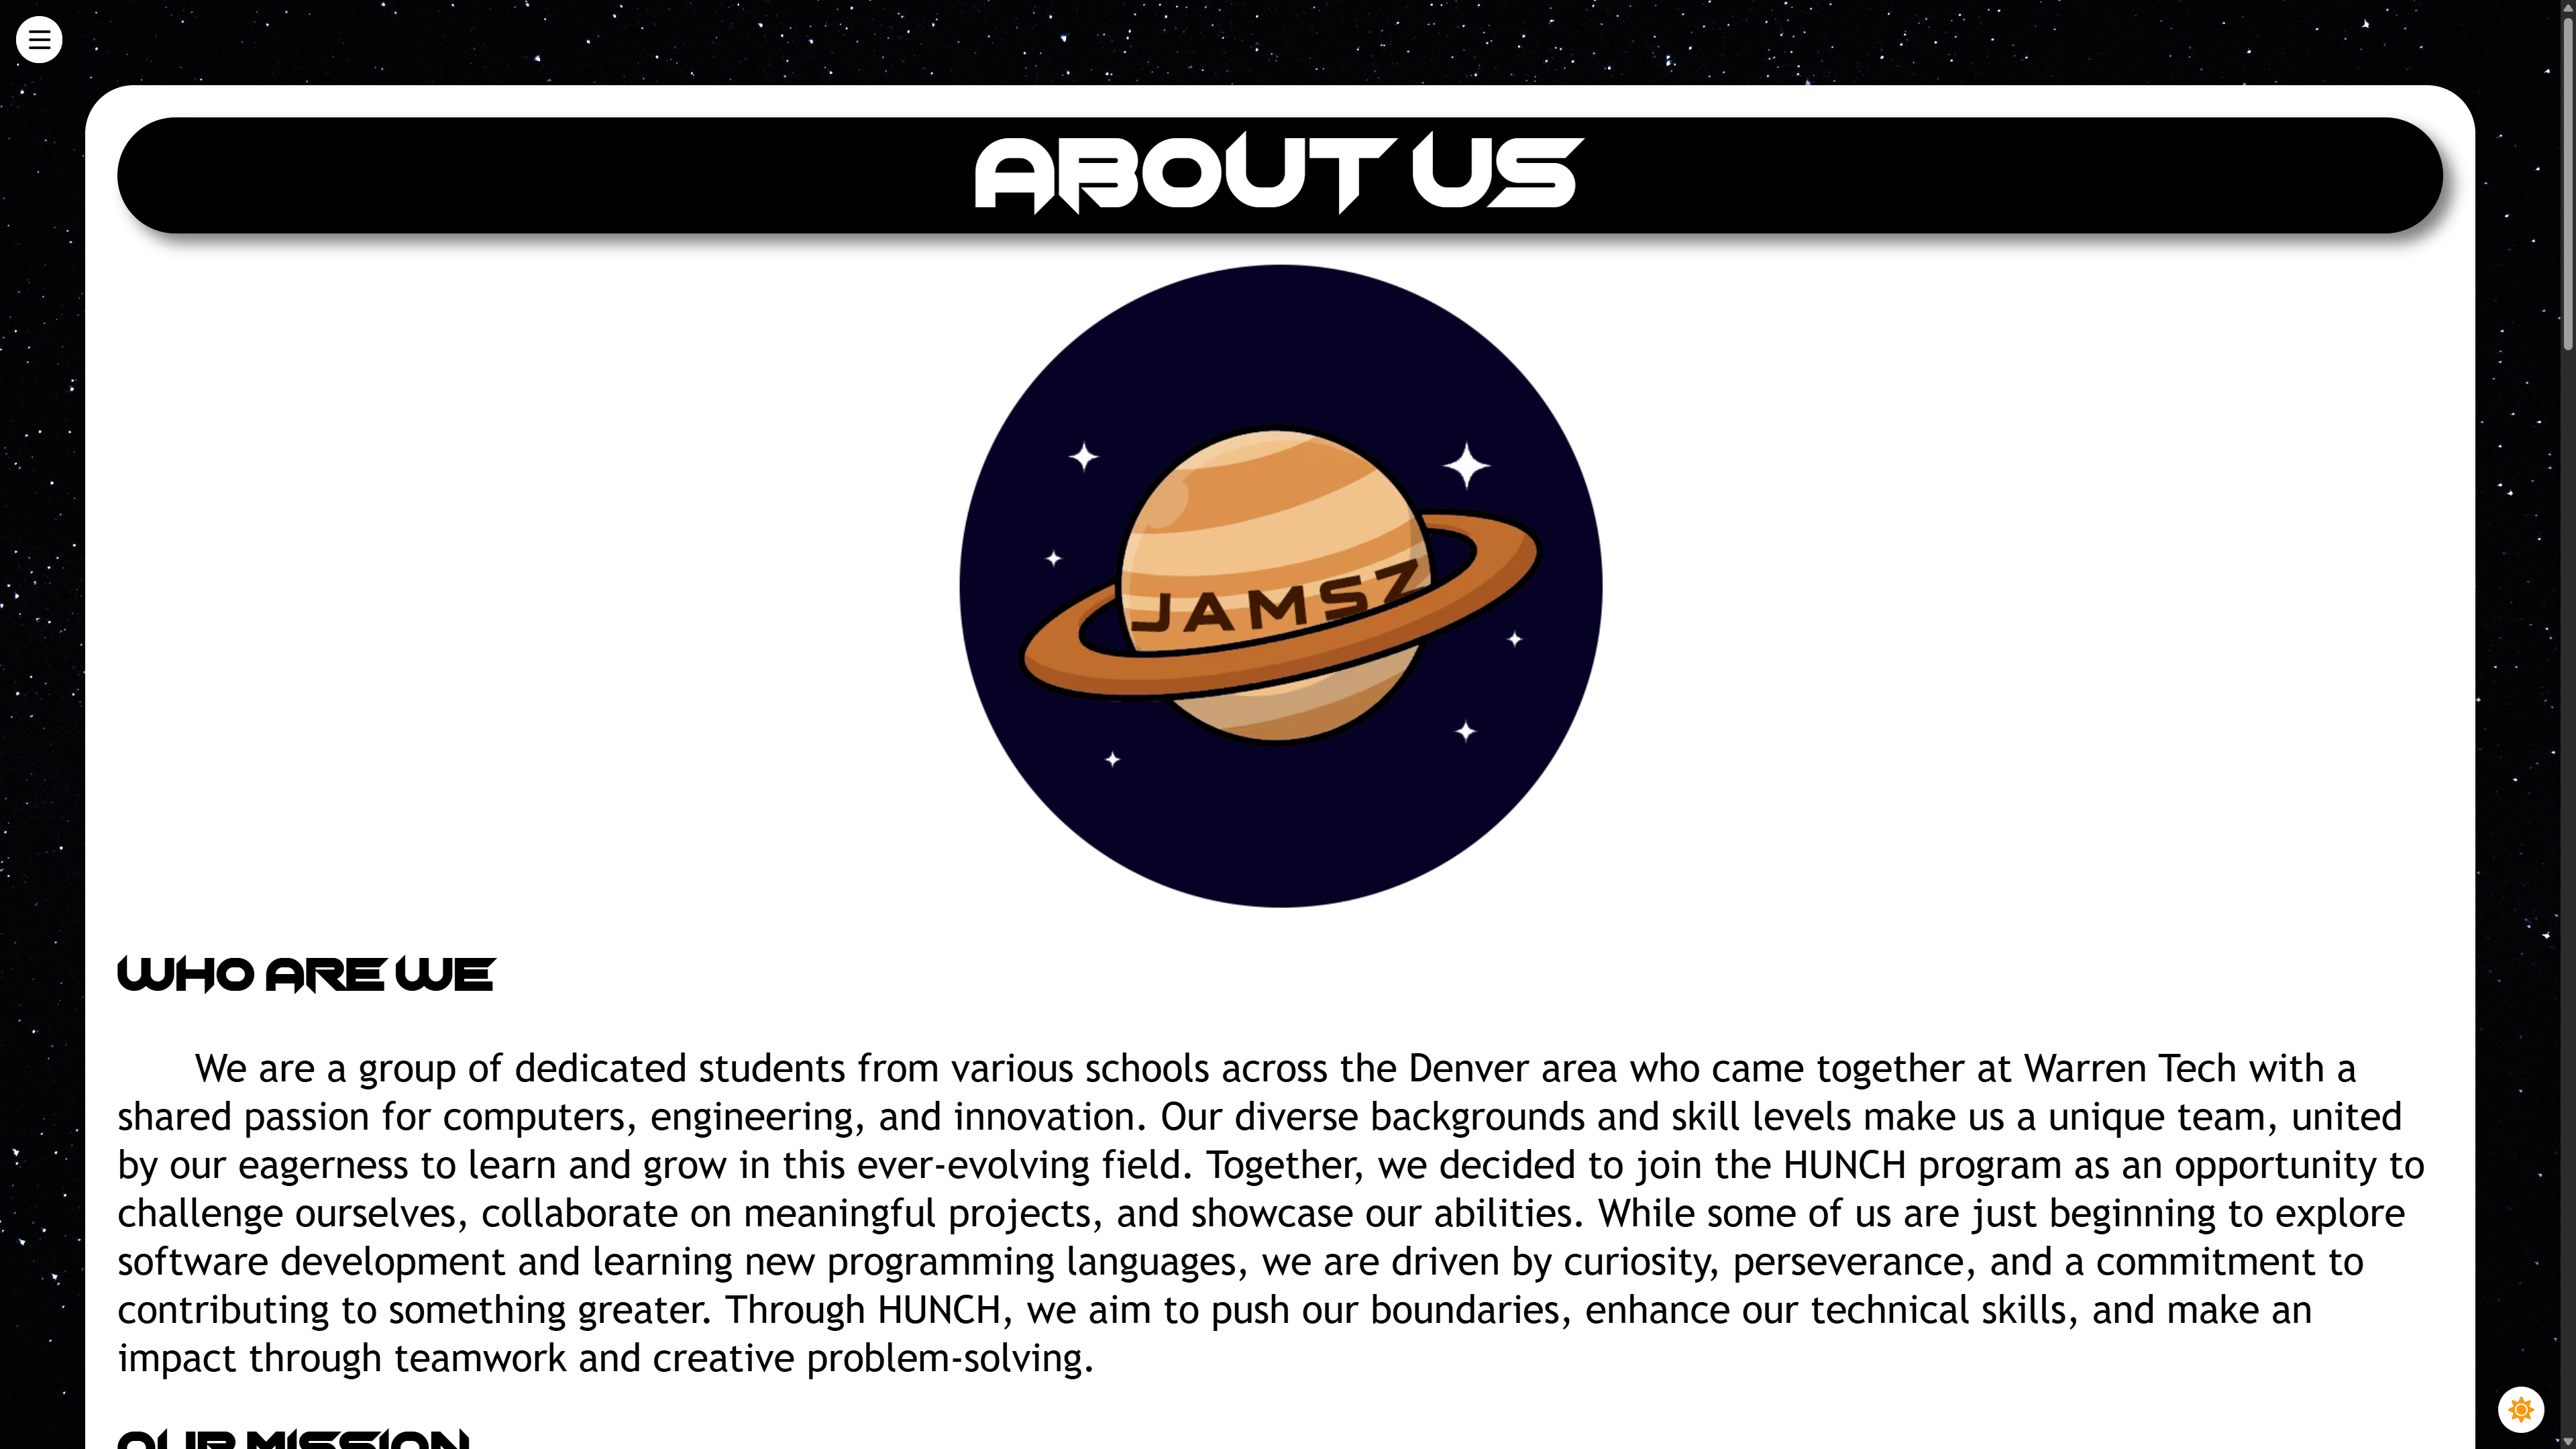 ABOUT US
JAMSZ
WHO ARE WE
We are a group of dedicated students from various schools across the Denver area who came together at Warren Tech with a
shared passion for computers, engineering, and innovation. Our diverse backgrounds and skill levels make us a unique team, united
by our eagerness to learn and grow in this ever-evolving field. Together, we decided to join the HUNCH program as an opportunity to
challenge ourselves, collaborate on meaningful projects, and showcase our abilities. While some of us are just beginning to explore
software development and learning new programming languages, we are driven by curiosity, perseverance, and a commitment to
contributing to something greater. Through HUNCH, we aim to push our boundaries, enhance our technical skills, and make an
impact through teamwork and creative problem-solving.
OUR MISSION